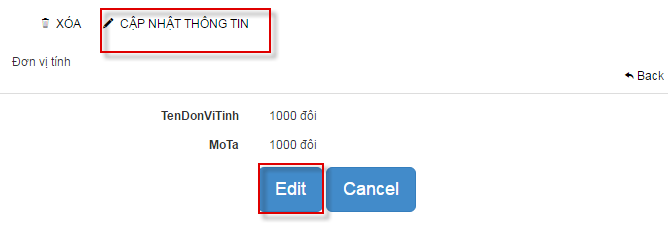 XÓA CẬP NHẬT THÔNG TIN
Đơn vị tính
Back
TenDonViTinh 1000 đôi
MoTa 1000 đôi
Edit Cancel